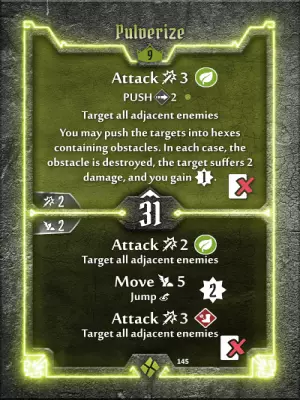 Pulverize
9
Attack 3
PUSH 2
Target all adjacent enemies
You may push the targets into hexes
containing obstacles. In each case, the
obstacle is destroyed, the target suffers 2
damage, and you gain 1.
2
31
2
Attack 2
Target all adjacent enemies
Move 5
Jump
2
Attack 3
Target all adjacent enemies
145